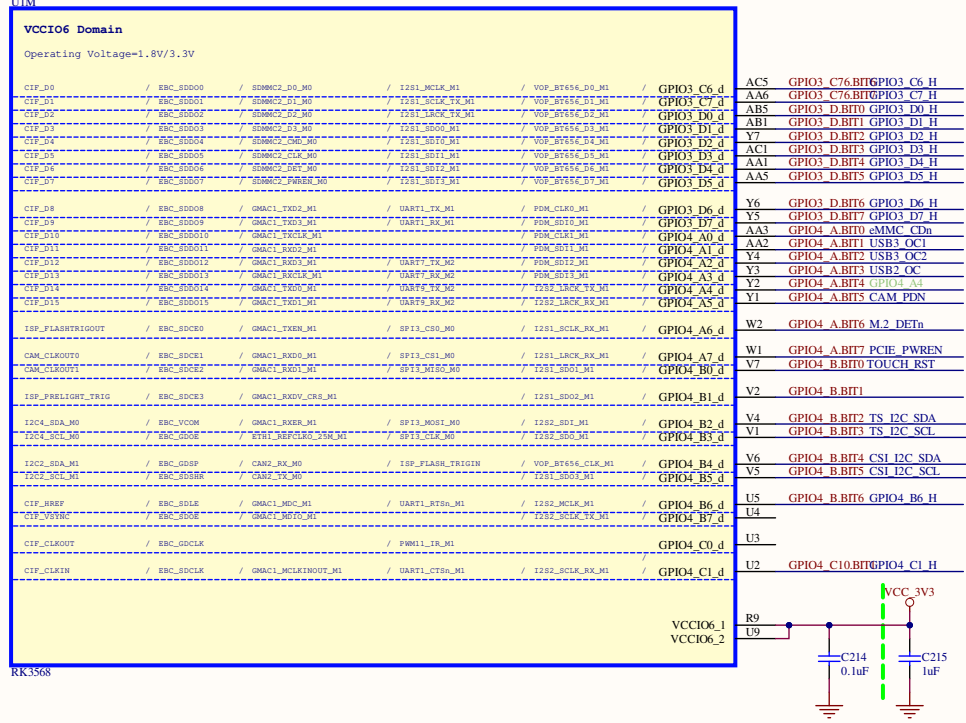 U1M
VCCIO6 Domain
Operating Voltage=1.8V/3.3V
CIF_D0 / EBC_SDDO0 / SDMMC2_D0_M0 / I2S1_MCLK_M1 / VOP_BT656_D0_M1 / GPIO3_C6_d AC5 GPIO3_C76.BIT6 GPIO3_C6_H
CIF_D1 / EBC_SDDO1 / SDMMC2_D1_M0 / I2S1_SCLK_TX_M1 / VOP_BT656_D1_M1 / GPIO3_C7_d AA6 GPIO3_C76.BIT7 GPIO3_C7_H
CIF_D2 / EBC_SDDO2 / SDMMC2_D2_M0 / I2S1_LRCK_TX_M1 / VOP_BT656_D2_M1 / GPIO3_D0_d AB5 GPIO3_D.BIT0 GPIO3_D0_H
CIF_D3 / EBC_SDDO3 / SDMMC2_D3_M0 / I2S1_SDO0_M1 / VOP_BT656_D3_M1 / GPIO3_D1_d AB1 GPIO3_D.BIT1 GPIO3_D1_H
CIF_D4 / EBC_SDDO4 / SDMMC2_CMD_M0 / I2S1_SDI0_M1 / VOP_BT656_D4_M1 / GPIO3_D2_d Y7 GPIO3_D.BIT2 GPIO3_D2_H
CIF_D5 / EBC_SDDO5 / SDMMC2_CLK_M0 / I2S1_SDI1_M1 / VOP_BT656_D5_M1 / GPIO3_D3_d AC1 GPIO3_D.BIT3 GPIO3_D3_H
CIF_D6 / EBC_SDDO6 / SDMMC2_DET_M0 / I2S1_SDI2_M1 / VOP_BT656_D6_M1 / GPIO3_D4_d AA1 GPIO3_D.BIT4 GPIO3_D4_H
CIF_D7 / EBC_SDDO7 / SDMMC2_PWREN_M0 / I2S1_SDI3_M1 / VOP_BT656_D7_M1 / GPIO3_D5_d AA5 GPIO3_D.BIT5 GPIO3_D5_H
CIF_D8 / EBC_SDDO8 / GMAC1_TXD2_M1 / UART1_TX_M1 / PDM_CLK0_M1 / GPIO3_D6_d Y6 GPIO3_D.BIT6 GPIO3_D6_H
CIF_D9 / EBC_SDDO9 / GMAC1_TXD3_M1 / UART1_RX_M1 / PDM_SDI0_M1 / GPIO3_D7_d Y5 GPIO3_D.BIT7 GPIO3_D7_H
CIF_D10 / EBC_SDDO10 / GMAC1_TXCLK_M1 / PDM_CLK1_M1 / GPIO4_A0_d AA3 GPIO4_A.BIT0 eMMC_CDn
CIF_D11 / EBC_SDDO11 / GMAC1_RXD2_M1 / PDM_SDI1_M1 / GPIO4_A1_d AA2 GPIO4_A.BIT1 USB3_OC1
CIF_D12 / EBC_SDDO12 / GMAC1_RXD3_M1 / UART7_TX_M2 / PDM_SDI2_M1 / GPIO4_A2_d Y4 GPIO4_A.BIT2 USB3_OC2
CIF_D13 / EBC_SDDO13 / GMAC1_RXCLK_M1 / UART7_RX_M2 / PDM_SDI3_M1 / GPIO4_A3_d Y3 GPIO4_A.BIT3 USB2_OC
CIF_D14 / EBC_SDDO14 / GMAC1_TXD0_M1 / UART9_TX_M2 / I2S2_LRCK_TX_M1 / GPIO4_A4_d Y2 GPIO4_A.BIT4 GPIO4_A4
CIF_D15 / EBC_SDDO15 / GMAC1_TXD1_M1 / UART9_RX_M2 / I2S2_LRCK_RX_M1 / GPIO4_A5_d Y1 GPIO4_A.BIT5 CAM_PDN
ISP_FLASHTRIGOUT / EBC_SDCE0 / GMAC1_TXEN_M1 / SPI3_CS0_M0 / I2S1_SCLK_RX_M1 / GPIO4_A6_d W2 GPIO4_A.BIT6 M.2_DETn
CAM_CLKOUT0 / EBC_SDCE1 / GMAC1_RXD0_M1 / SPI3_CS1_M0 / I2S1_LRCK_RX_M1 / GPIO4_A7_d W1 GPIO4_A.BIT7 PCIE_PWREN
CAM_CLKOUT1 / EBC_SDCE2 / GMAC1_RXD1_M1 / SPI3_MISO_M0 / I2S1_SDO1_M1 / GPIO4_B0_d V7 GPIO4_B.BIT0 TOUCH_RST
ISP_PRELIGHT_TRIG / EBC_SDCE3 / GMAC1_RXDV_CRS_M1 / I2S1_SDO2_M1 / GPIO4_B1_d V2 GPIO4_B.BIT1
I2C4_SDA_M0 / EBC_VCOM / GMAC1_RXER_M1 / SPI3_MOSI_M0 / I2S2_SDI_M1 / GPIO4_B2_d V4 GPIO4_B.BIT2 TS_I2C_SDA
I2C4_SCL_M0 / EBC_GDOE / ETH1_REFCLKO_25M_M1 / SPI3_CLK_M0 / I2S2_SDO_M1 / GPIO4_B3_d V1 GPIO4_B.BIT3 TS_I2C_SCL
I2C2_SDA_M1 / EBC_GDSP / CAN2_RX_M0 / ISP_FLASH_TRIGIN / VOP_BT656_CLK_M1 / GPIO4_B4_d V6 GPIO4_B.BIT4 CSI_I2C_SDA
I2C2_SCL_M1 / EBC_SDSHR / CAN2_TX_M0 / I2S1_SDO3_M1 / GPIO4_B5_d V5 GPIO4_B.BIT5 CSI_I2C_SCL
CIF_HREF / EBC_SDLE / GMAC1_MDC_M1 / UART1_RTSn_M1 / I2S2_MCLK_M1 / GPIO4_B6_d U5 GPIO4_B.BIT6 GPIO4_B6_H
CIF_VSYNC / EBC_SDOE / GMAC1_MDIO_M1 / I2S2_SCLK_TX_M1 / GPIO4_B7_d U4
CIF_CLKOUT / EBC_GDCLK / PWM11_IR_M1 / GPIO4_C0_d U3
CIF_CLKIN / EBC_SDCLK / GMAC1_MCLKINOUT_M1 / UART1_CTSn_M1 / I2S2_SCLK_RX_M1 / GPIO4_C1_d U2 GPIO4_C10.BIT GPIO4_C1_H
VCC_3V3
VCCIO6_1 R9
VCCIO6_2 U9
C214 C215
0.1uF 1uF
RK3568